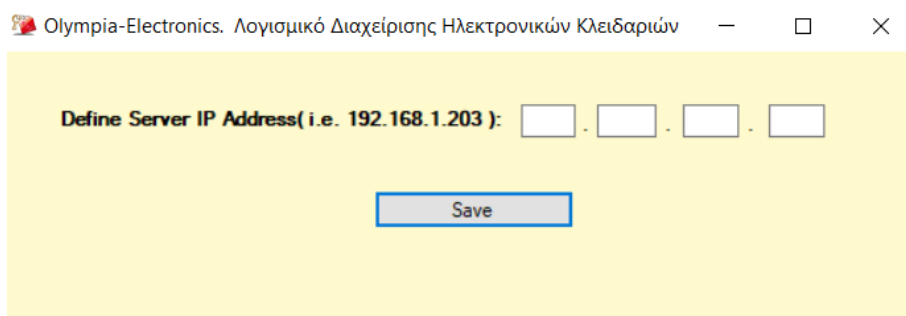 Olympia-Electronics. Λογισμικό Διαχείρισης Ηλεκτρονικών Κλειδαριών
Define Server IP Address( i.e. 192.168.1.203 ): . . .
Save